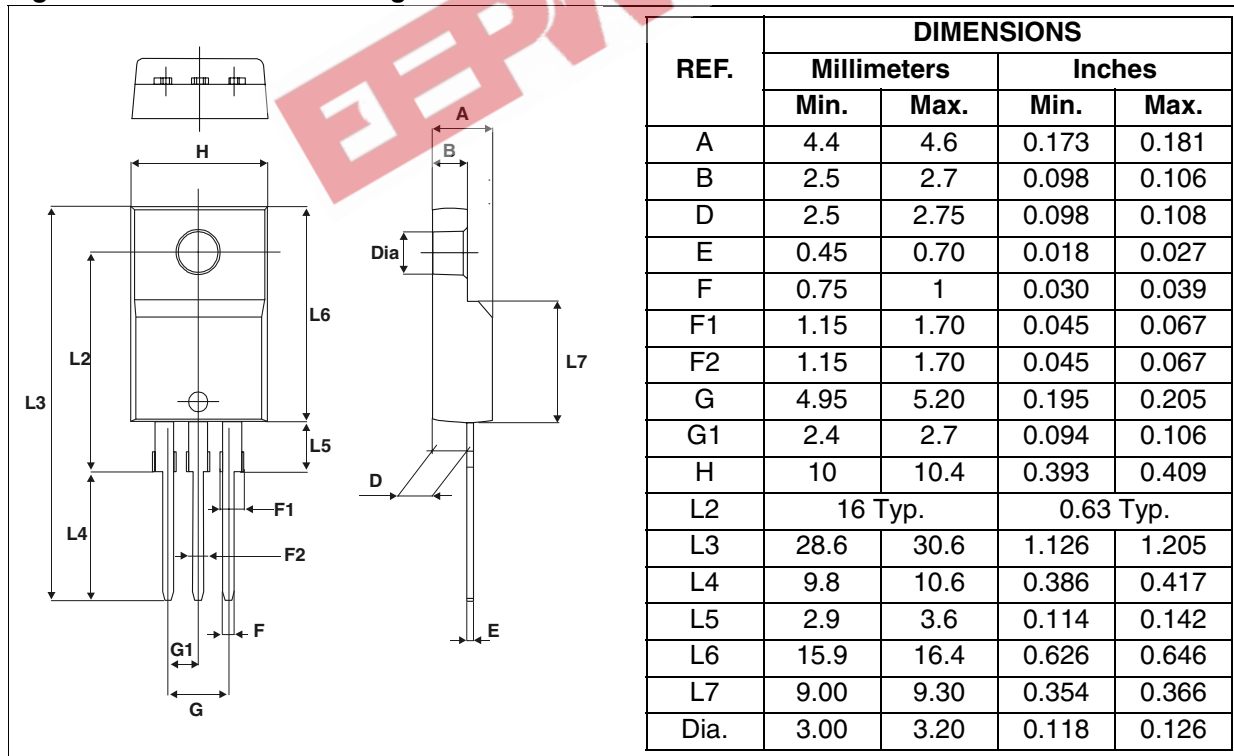 EEPW
A
B
H
Dia
L6
L2
L7
L3
L5
D
F1
L4
F2
F
E
G1
G
REF. DIMENSIONS
Millimeters Inches
Min. Max. Min. Max.
A 4.4 4.6 0.173 0.181
B 2.5 2.7 0.098 0.106
D 2.5 2.75 0.098 0.108
E 0.45 0.70 0.018 0.027
F 0.75 1 0.030 0.039
F1 1.15 1.70 0.045 0.067
F2 1.15 1.70 0.045 0.067
G 4.95 5.20 0.195 0.205
G1 2.4 2.7 0.094 0.106
H 10 10.4 0.393 0.409
L2 16 Typ. 0.63 Typ.
L3 28.6 30.6 1.126 1.205
L4 9.8 10.6 0.386 0.417
L5 2.9 3.6 0.114 0.142
L6 15.9 16.4 0.626 0.646
L7 9.00 9.30 0.354 0.366
Dia. 3.00 3.20 0.118 0.126